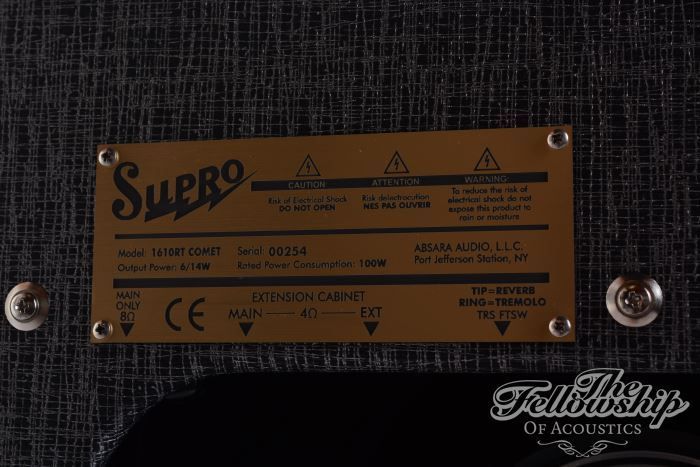 SUPRO
CAUTION:
Risk of Electrical Shock
DO NOT OPEN
ATTENTION:
Risk delectrocution
NES PAS OUVRIR
WARNING:
To reduce the risk of
electrical shock do not
expose this product to
rain or moisture
Model: 1610RT COMET
Output Power: 6/14W
Serial: 00254
Rated Power Consumption: 100W
ABSARA AUDIO, L.L.C.
Port Jefferson Station, NY
MAIN
ONLY
8Ω
CE
EXTENSION CABINET
MAIN — 4Ω — EXT
TIP=REVERB
RING=TREMOLO
TRS FTSW
The
Fellowship
OF ACOUSTICS